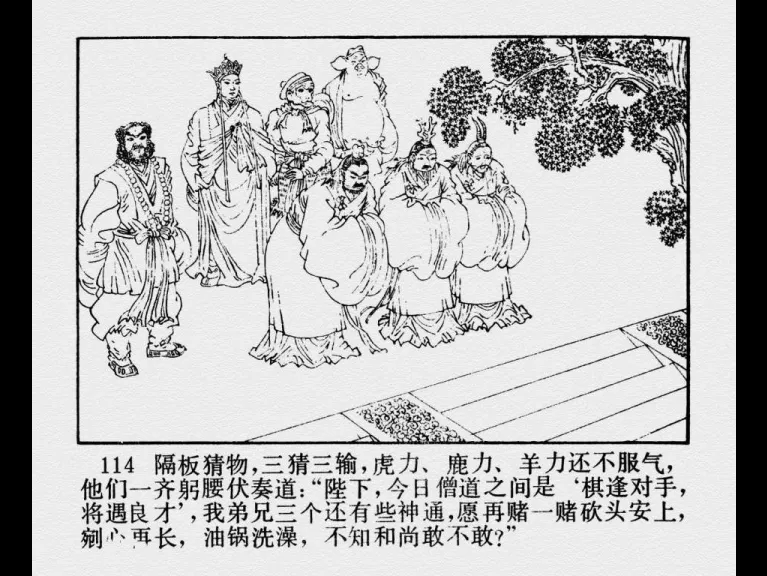 114 隔板猜物，三猜三输，虎力、鹿力、羊力还不服气，
他们一齐躬腰伏奏道：“陛下，今日僧道之间是‘棋逢对手，
将遇良才’，我弟兄三个还有些神通，愿再赌一赌砍头安上，
剜心再长，油锅洗澡，不知和尚敢不敢？”